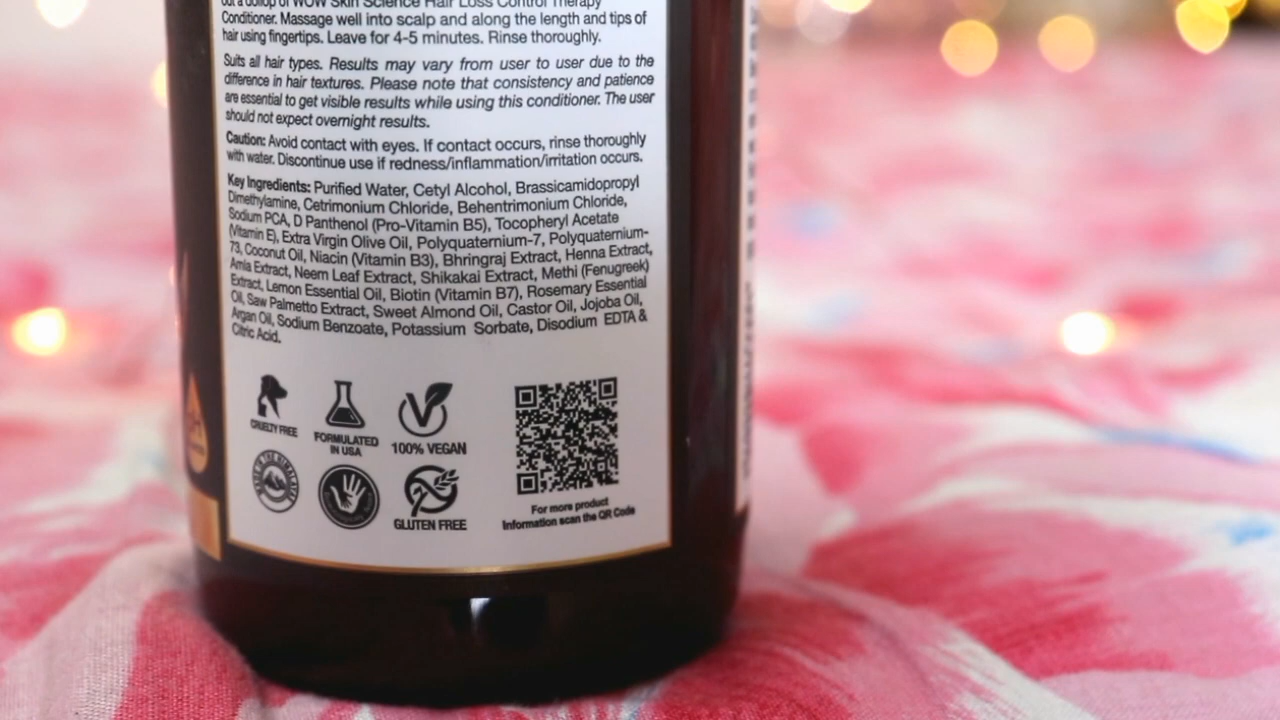 out a dollop of WOW Skin Science Hair Loss Control Therapy
Conditioner. Massage well into scalp and along the length and tips of
hair using fingertips. Leave for 4-5 minutes. Rinse thoroughly.
Suits all hair types. Results may vary from user to user due to the
difference in hair textures. Please note that consistency and patience
are essential to get visible results while using this conditioner. The user
should not expect overnight results.
Caution: Avoid contact with eyes. If contact occurs, rinse thoroughly
with water. Discontinue use if redness/inflammation/irritation occurs.
Key Ingredients: Purified Water, Cetyl Alcohol, Brassicamidopropyl
Dimethylamine, Cetrimonium Chloride, Behentrimonium Chloride,
Sodium PCA, D Panthenol (Pro-Vitamin B5), Tocopheryl Acetate
(Vitamin E), Extra Virgin Olive Oil, Polyquaternium-7, Polyquaternium-
73, Coconut Oil, Niacin (Vitamin B3), Bhringraj Extract, Henna Extract,
Amla Extract, Neem Leaf Extract, Shikakai Extract, Methi (Fenugreek)
Extract, Lemon Essential Oil, Biotin (Vitamin B7), Rosemary Essential
Oil, Saw Palmetto Extract, Sweet Almond Oil, Castor Oil, Jojoba Oil,
Argan Oil, Sodium Benzoate, Potassium Sorbate, Disodium EDTA &
Citric Acid.
CRUELTY FREE
FORMULATED
IN USA
100% VEGAN
GLUTEN FREE
For more product
Information scan the QR Code